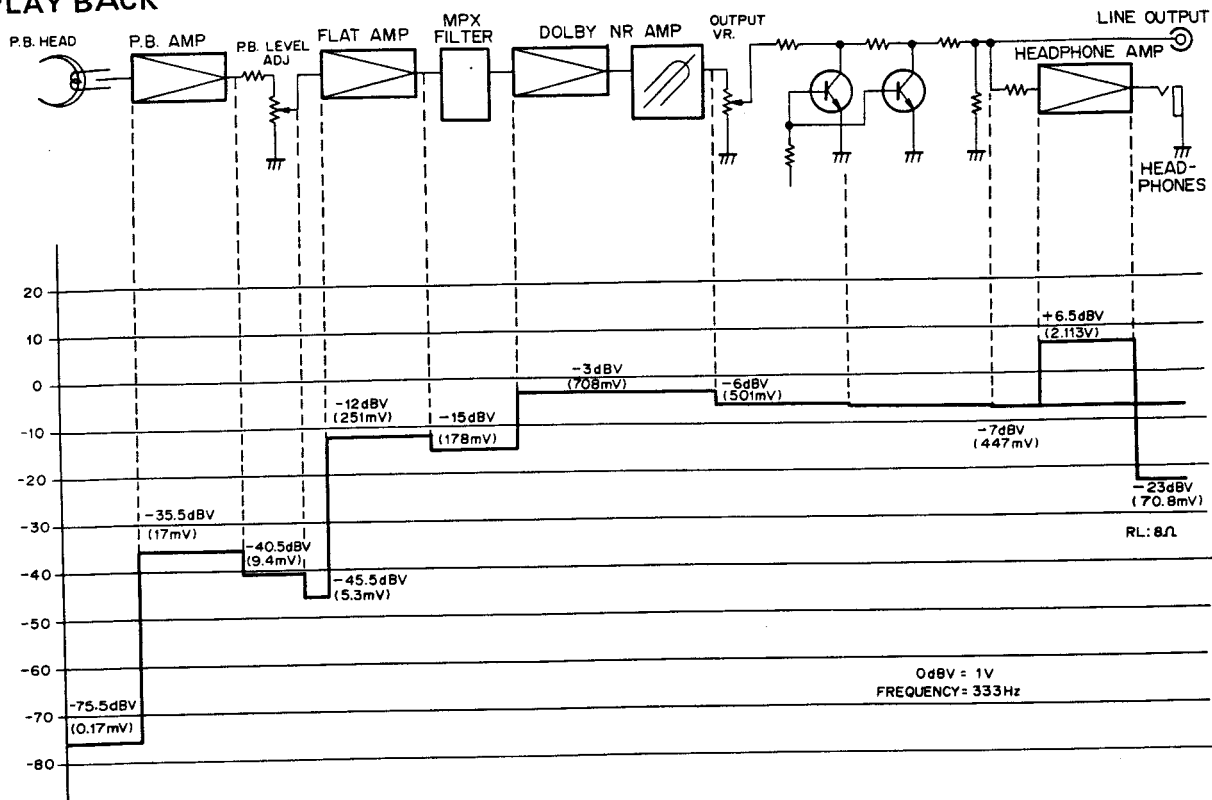 PLAY BACK
P.B. HEAD
P.B. AMP
P.B. LEVEL
ADJ
FLAT AMP
MPX
FILTER
DOLBY NR AMP
OUTPUT
VR.
LINE OUTPUT
HEADPHONE AMP
HEAD-
PHONES
20
10
0
-10
-20
-30
-40
-50
-60
-70
-80
-75.5dBV
(0.17mV)
-35.5dBV
(17mV)
-40.5dBV
(9.4mV)
-45.5dBV
(5.3mV)
-12dBV
(251mV)
-15dBV
(178mV)
-3dBV
(708mV)
-6dBV
(501mV)
-7dBV
(447mV)
+6.5dBV
(2.113V)
-23dBV
(70.8mV)
RL: 8Ω
0dBV = 1V
FREQUENCY = 333Hz